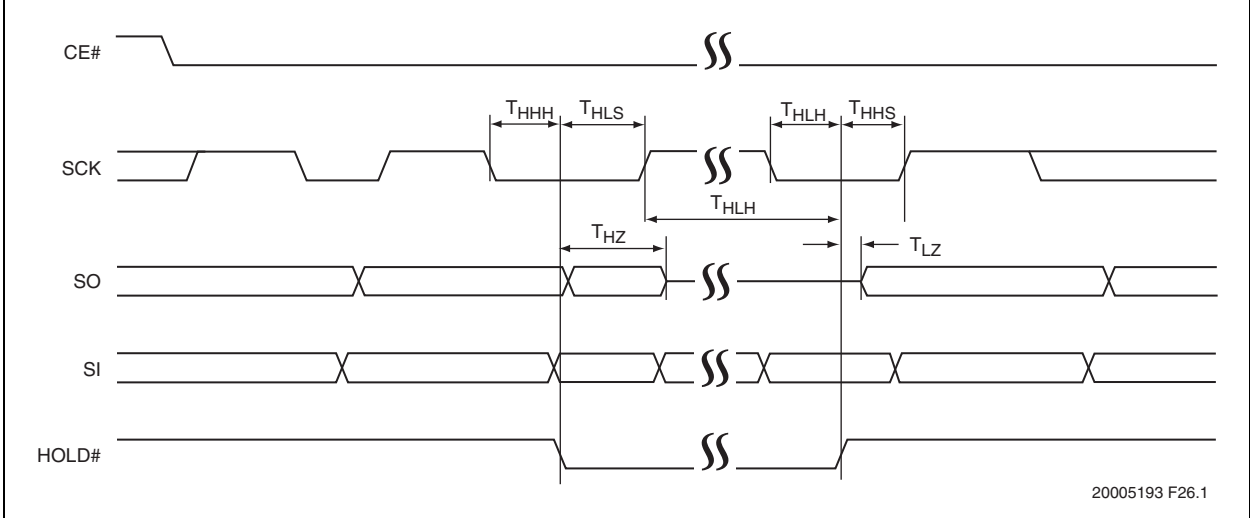 CE#
THHH THLS THLH THHS
SCK
THLH
THZ TLZ
SO
SI
HOLD#
20005193 F26.1